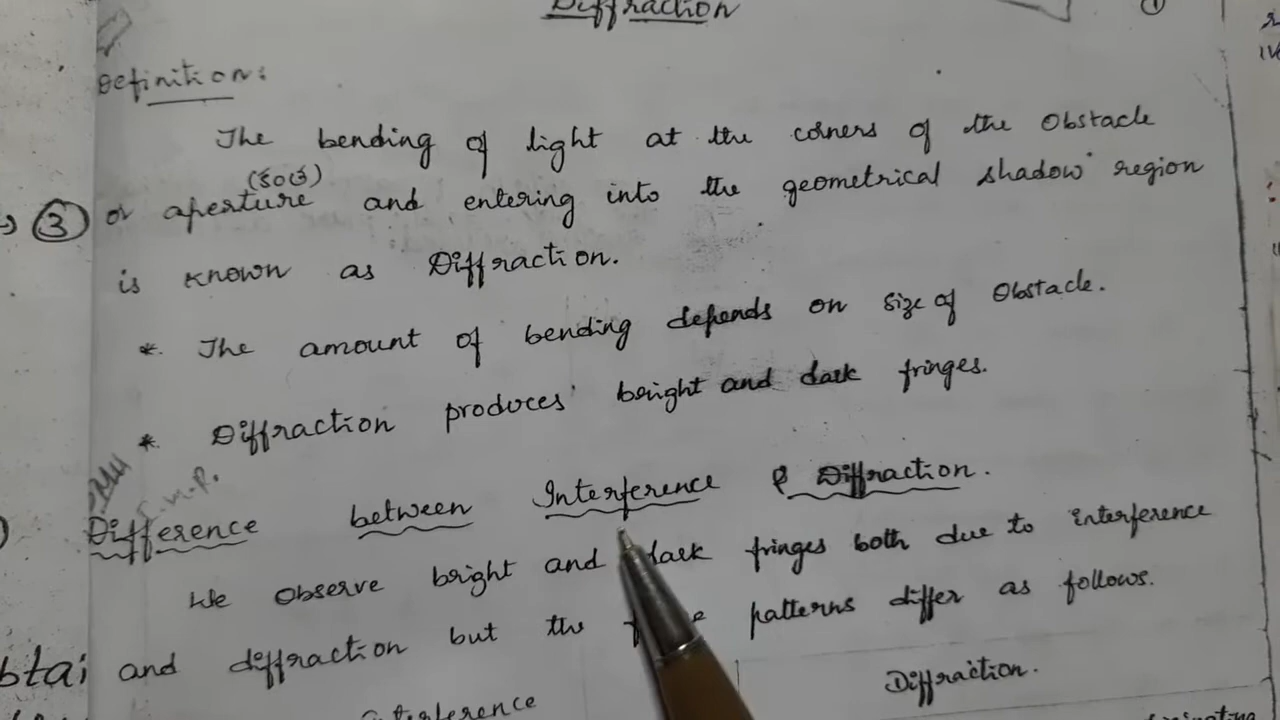 Diffraction
①
Definition:
The bending of light at the corners of the Obstacle
(కంత)
③ or aperture and entering into the geometrical shadow region
is known as Diffraction.
* The amount of bending depends on size of Obstacle.
* Diffraction produces bright and dark fringes.
Difference between Interference & Diffraction.
We observe bright and dark fringes both due to interference
and diffraction but the patterns differ as follows.
Interference Diffraction.